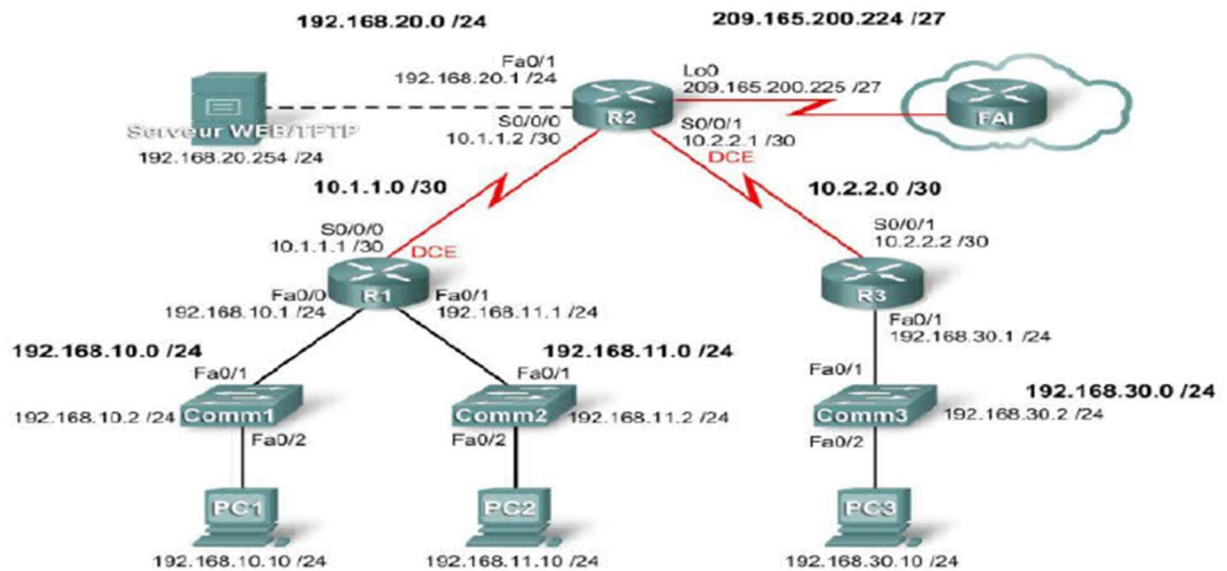 192.168.20.0 /24
209.165.200.224 /27
Fa0/1
192.168.20.1 /24
Lo0
209.165.200.225 /27
R2
FAI
Serveur WEB/TFTP
192.168.20.254 /24
S0/0/0
10.1.1.2 /30
S0/0/1
10.2.2.1 /30
DCE
10.1.1.0 /30
10.2.2.0 /30
S0/0/0
10.1.1.1 /30
DCE
S0/0/1
10.2.2.2 /30
R1
R3
Fa0/0
192.168.10.1 /24
Fa0/1
192.168.11.1 /24
Fa0/1
192.168.30.1 /24
192.168.10.0 /24
192.168.11.0 /24
192.168.30.0 /24
Fa0/1
Fa0/1
Fa0/1
192.168.10.2 /24
Comm1
Comm2
192.168.11.2 /24
Comm3
192.168.30.2 /24
Fa0/2
Fa0/2
Fa0/2
PC1
PC2
PC3
192.168.10.10 /24
192.168.11.10 /24
192.168.30.10 /24